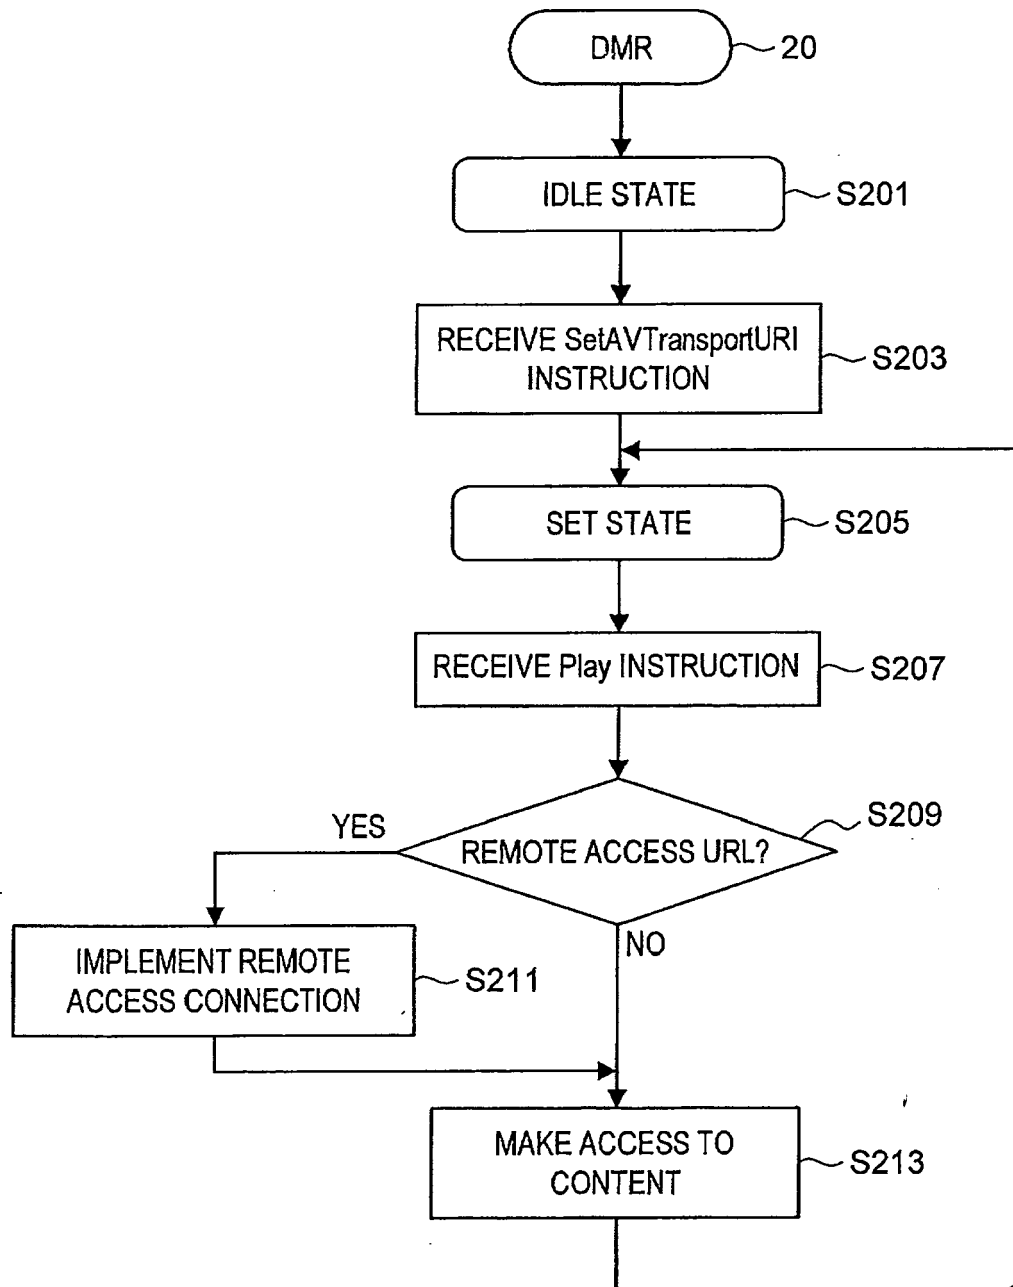 DMR
20
IDLE STATE
S201
RECEIVE SetAVTransportURI
INSTRUCTION
S203
SET STATE
S205
RECEIVE Play INSTRUCTION
S207
REMOTE ACCESS URL?
S209
YES
NO
IMPLEMENT REMOTE
ACCESS CONNECTION
S211
MAKE ACCESS TO
CONTENT
S213